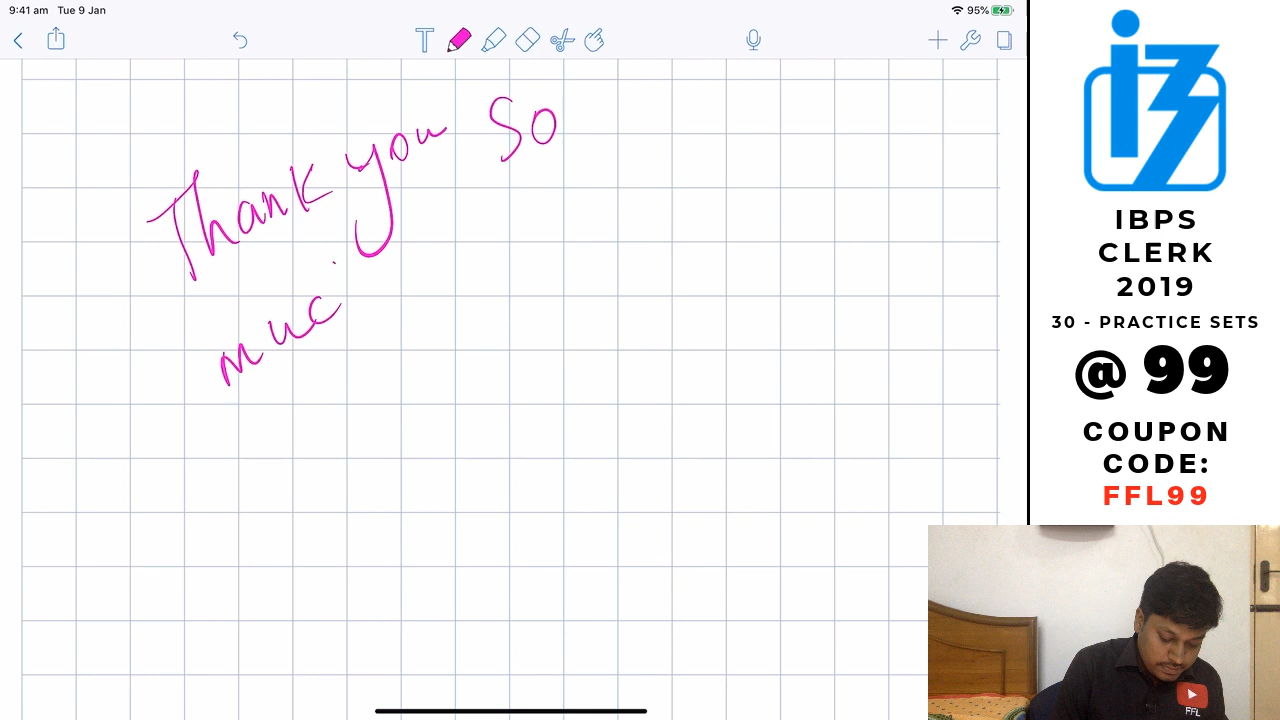 9:41 am Tue 9 Jan
95%
T
Thank you So
muc
IBPS
CLERK
2019
30 - PRACTICE SETS
@ 99
COUPON
CODE:
FFL99
FFL